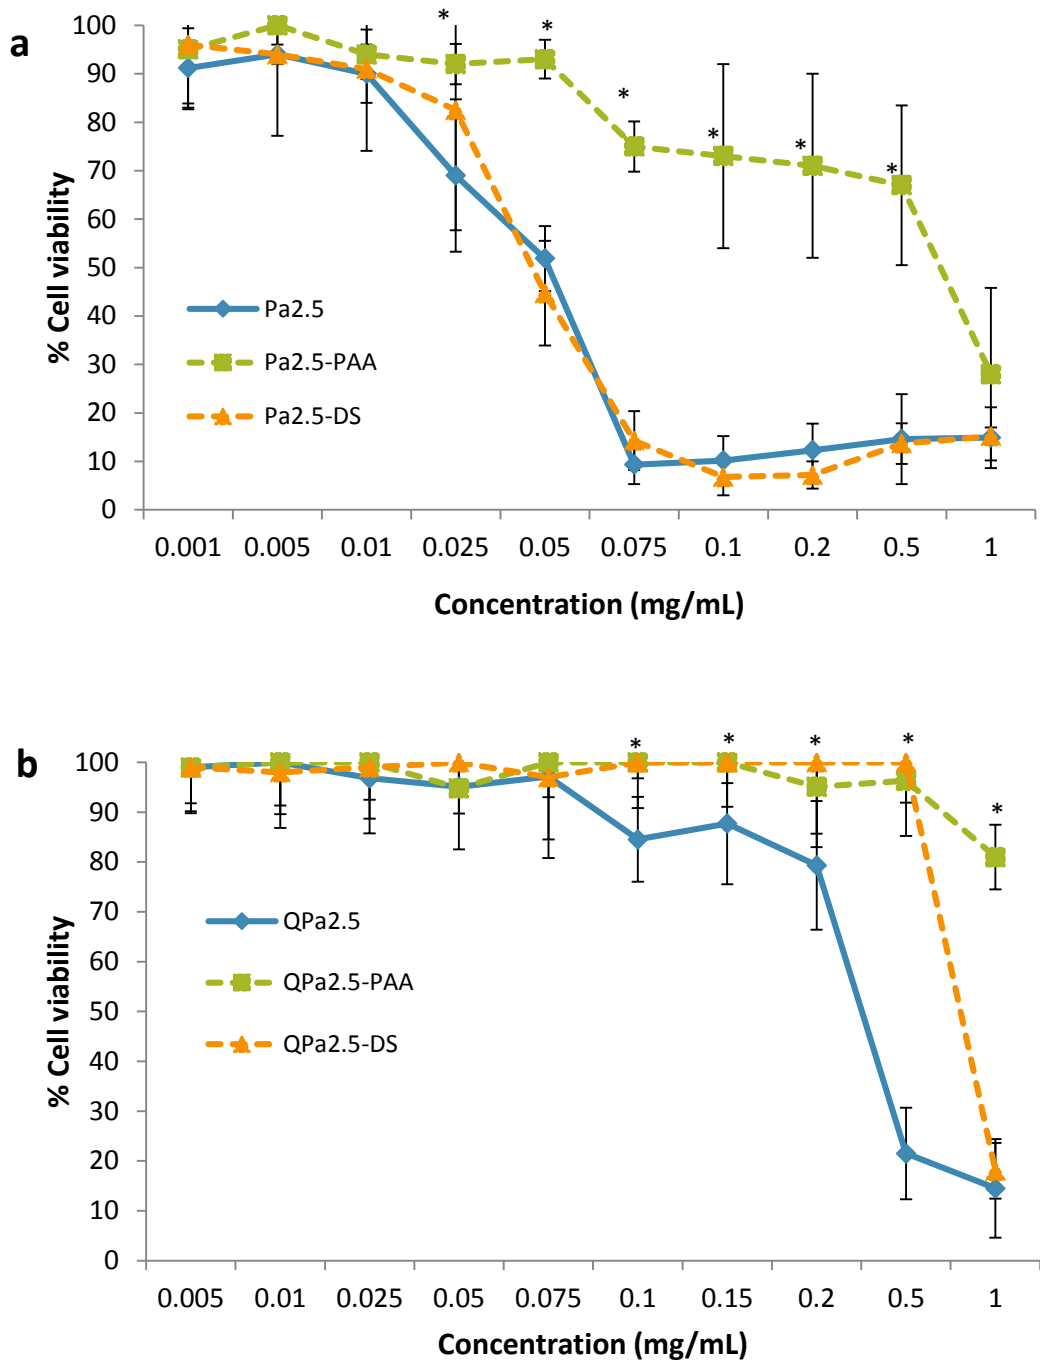 a
100
*
*
90
80
*
*
*
70
*
60
50
40
30
20
10
0
% Cell viability
Pa2.5
Pa2.5-PAA
Pa2.5-DS
0.001 0.005 0.01 0.025 0.05 0.075 0.1 0.2 0.5 1
Concentration (mg/mL)
b
100
* * * *
90
*
80
70
60
50
40
30
20
10
0
% Cell viability
QPa2.5
QPa2.5-PAA
QPa2.5-DS
0.005 0.01 0.025 0.05 0.075 0.1 0.15 0.2 0.5 1
Concentration (mg/mL)